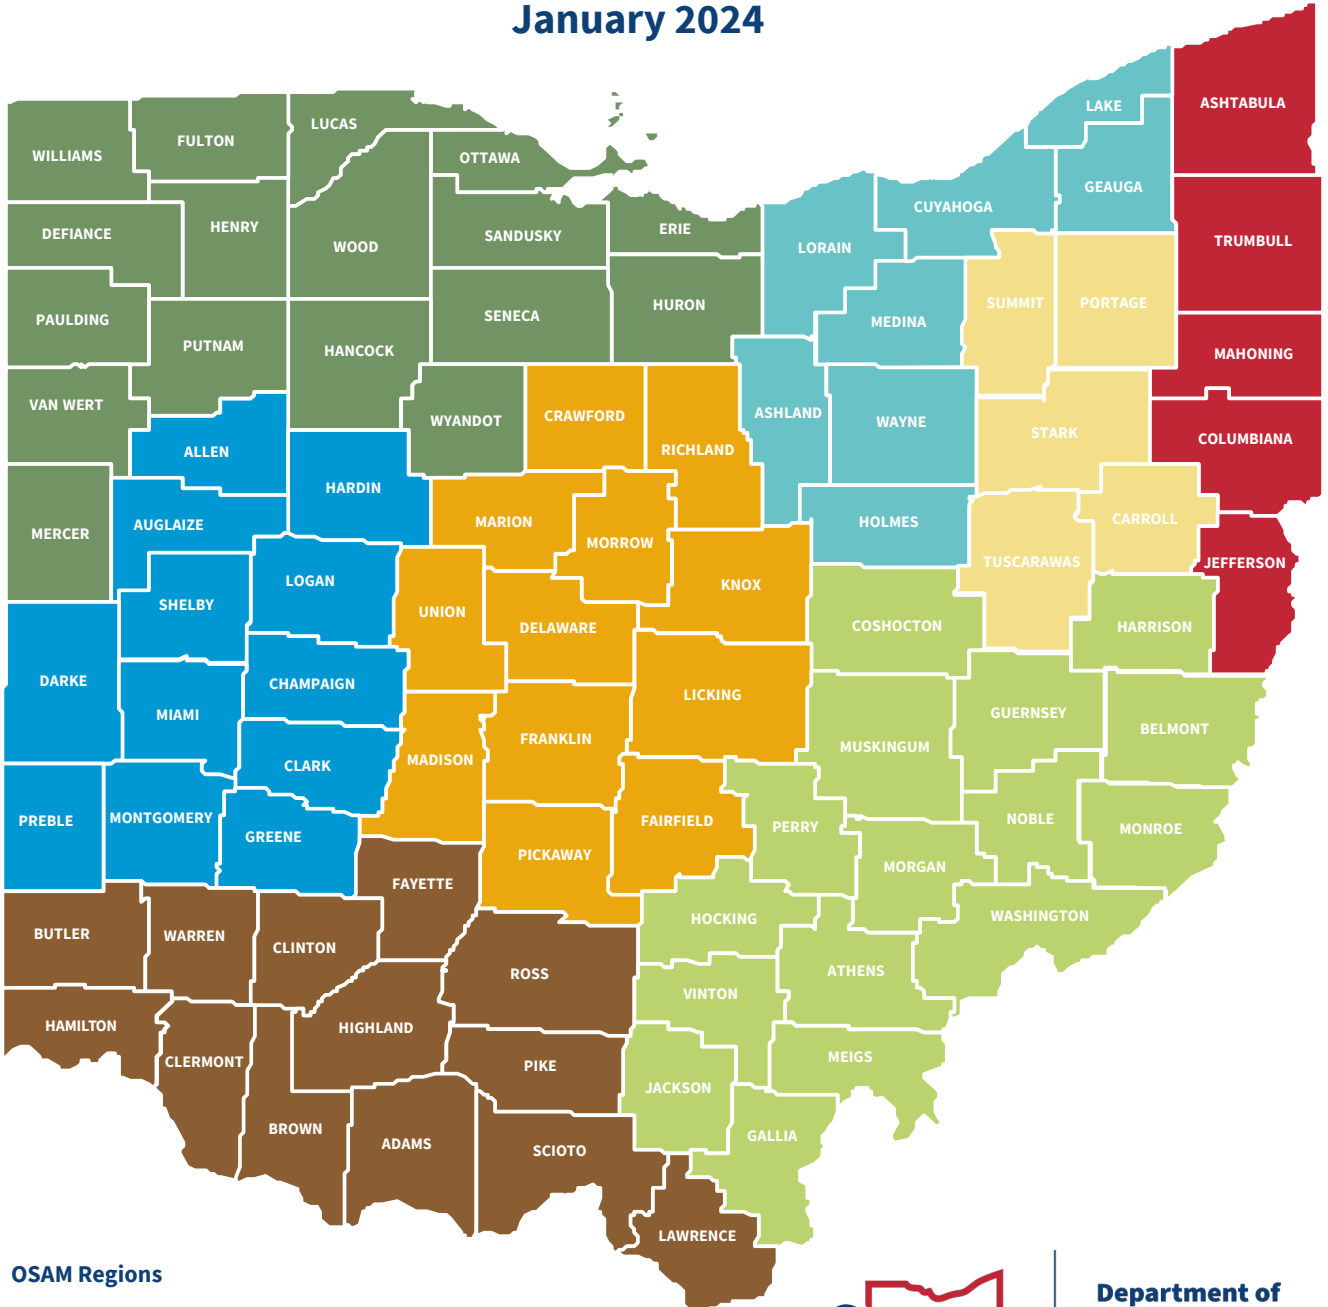 January 2024
ASHTABULA
LAKE
LUCAS
FULTON
WILLIAMS
OTTAWA
GEAUGA
CUYAHOGA
HENRY
ERIE
DEFIANCE
SANDUSKY
TRUMBULL
WOOD
LORAIN
SUMMIT
PORTAGE
HURON
SENECA
PAULDING
MEDINA
PUTNAM
HANCOCK
MAHONING
VAN WERT
ASHLAND
CRAWFORD
WYANDOT
WAYNE
STARK
COLUMBIANA
RICHLAND
ALLEN
HARDIN
CARROLL
MARION
HOLMES
AUGLAIZE
MERCER
MORROW
TUSCARAWAS
JEFFERSON
LOGAN
KNOX
SHELBY
UNION
DELAWARE
COSHOCTON
HARRISON
DARKE
CHAMPAIGN
LICKING
MIAMI
GUERNSEY
BELMONT
FRANKLIN
MUSKINGUM
MADISON
CLARK
PREBLE
MONTGOMERY
FAIRFIELD
NOBLE
PERRY
MONROE
GREENE
PICKAWAY
MORGAN
FAYETTE
HOCKING
WASHINGTON
BUTLER
WARREN
CLINTON
ROSS
ATHENS
VINTON
HAMILTON
HIGHLAND
MEIGS
CLERMONT
PIKE
JACKSON
BROWN
GALLIA
ADAMS
SCIOTO
LAWRENCE
OSAM Regions
Department of